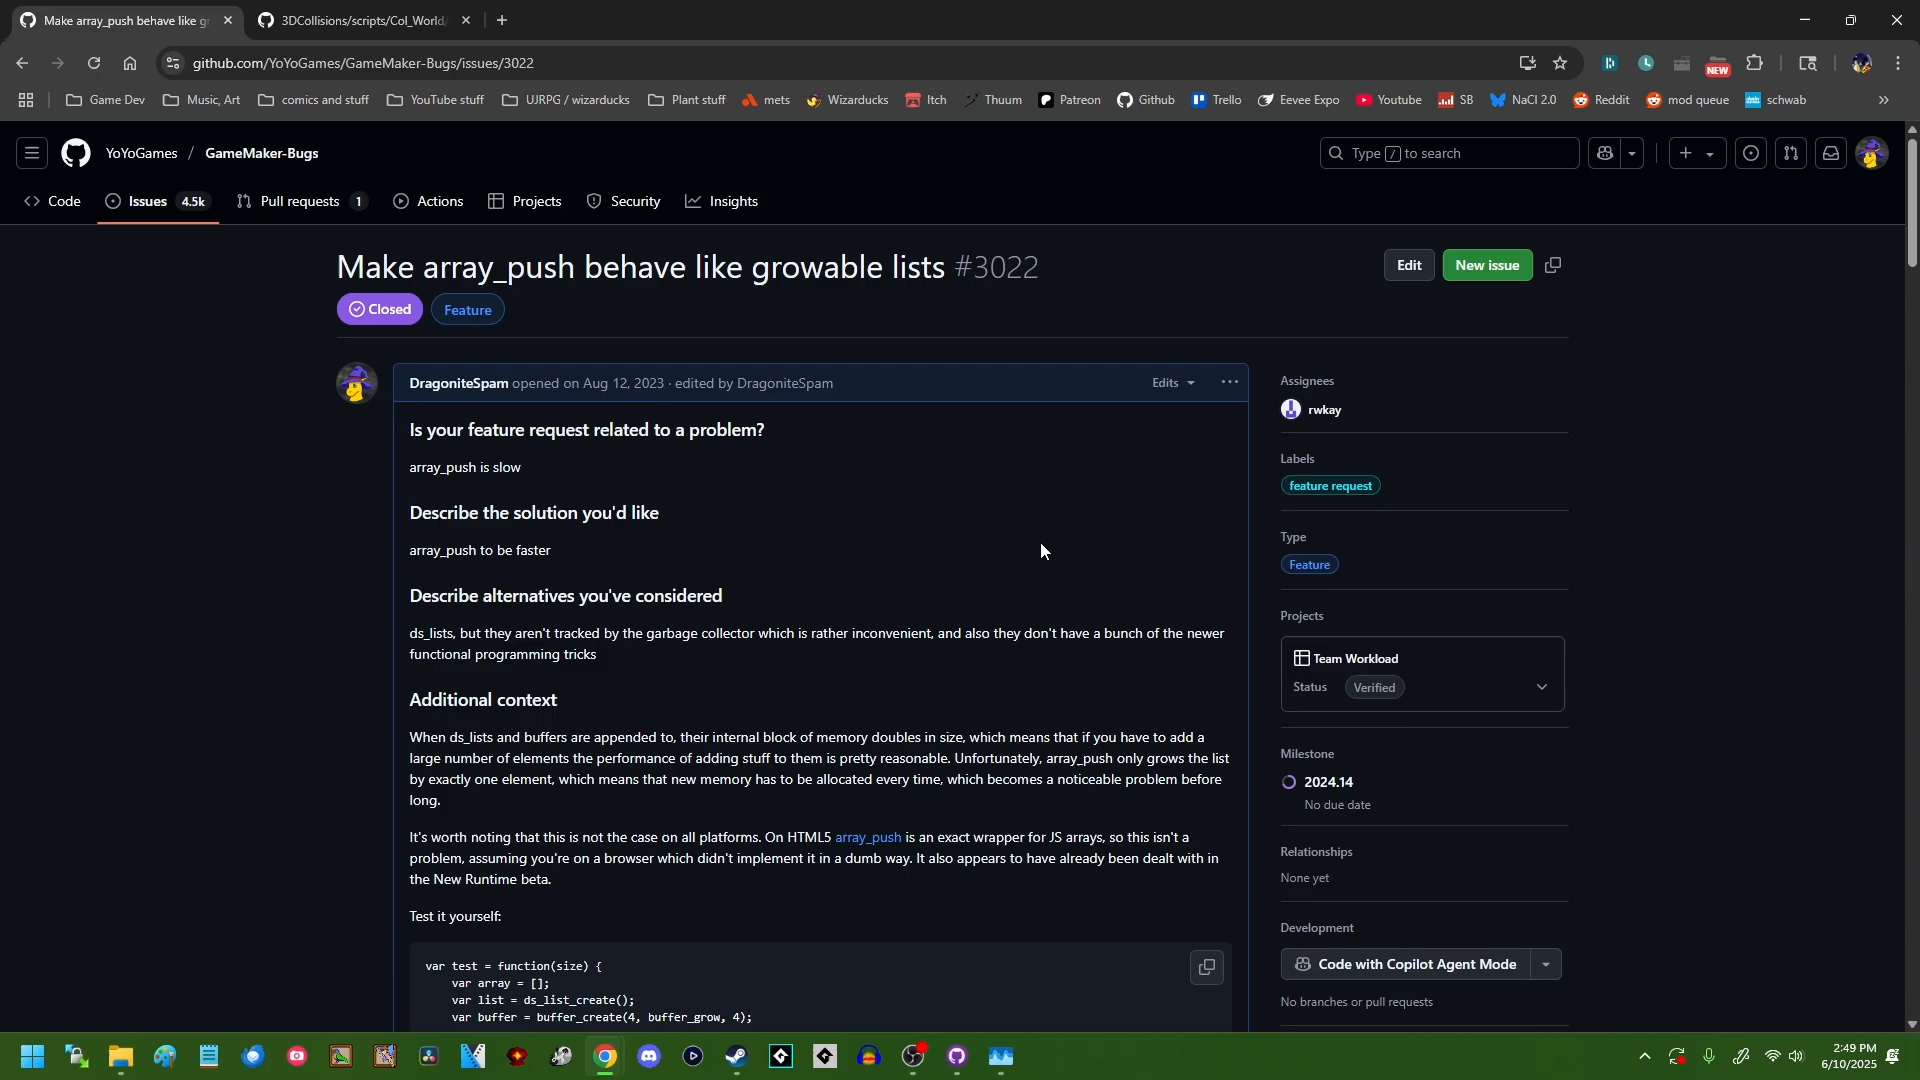 Make array_push behave like gr
3DCollisions/scripts/Col_World/
github.com/YoYoGames/GameMaker-Bugs/issues/3022
NEW
Game Dev
Music, Art
comics and stuff
YouTube stuff
UJRPG / wizarducks
Plant stuff
mets
Wizarducks
Itch
Thuum
Patreon
Github
Trello
Eevee Expo
Youtube
SB
NaCl 2.0
Reddit
mod queue
schwab
YoYoGames / GameMaker-Bugs
Type / to search
Code
Issues 4.5k
Pull requests 1
Actions
Projects
Security
Insights
Make array_push behave like growable lists #3022
Edit
New issue
Closed
Feature
DragoniteSpam opened on Aug 12, 2023 · edited by DragoniteSpam
Edits
Is your feature request related to a problem?
array_push is slow
Describe the solution you'd like
array_push to be faster
Describe alternatives you've considered
ds_lists, but they aren't tracked by the garbage collector which is rather inconvenient, and also they don't have a bunch of the newer
functional programming tricks
Additional context
When ds_lists and buffers are appended to, their internal block of memory doubles in size, which means that if you have to add a
large number of elements the performance of adding stuff to them is pretty reasonable. Unfortunately, array_push only grows the list
by exactly one element, which means that new memory has to be allocated every time, which becomes a noticeable problem before
long.
It's worth noting that this is not the case on all platforms. On HTML5 array_push is an exact wrapper for JS arrays, so this isn't a
problem, assuming you're on a browser which didn't implement it in a dumb way. It also appears to have already been dealt with in
the New Runtime beta.
Test it yourself:
var test = function(size) {
var array = [];
var list = ds_list_create();
var buffer = buffer_create(4, buffer_grow, 4);
Assignees
rwkay
Labels
feature request
Type
Feature
Projects
Team Workload
Status
Verified
Milestone
2024.14
No due date
Relationships
None yet
Development
Code with Copilot Agent Mode
No branches or pull requests
2:49 PM
6/10/2025